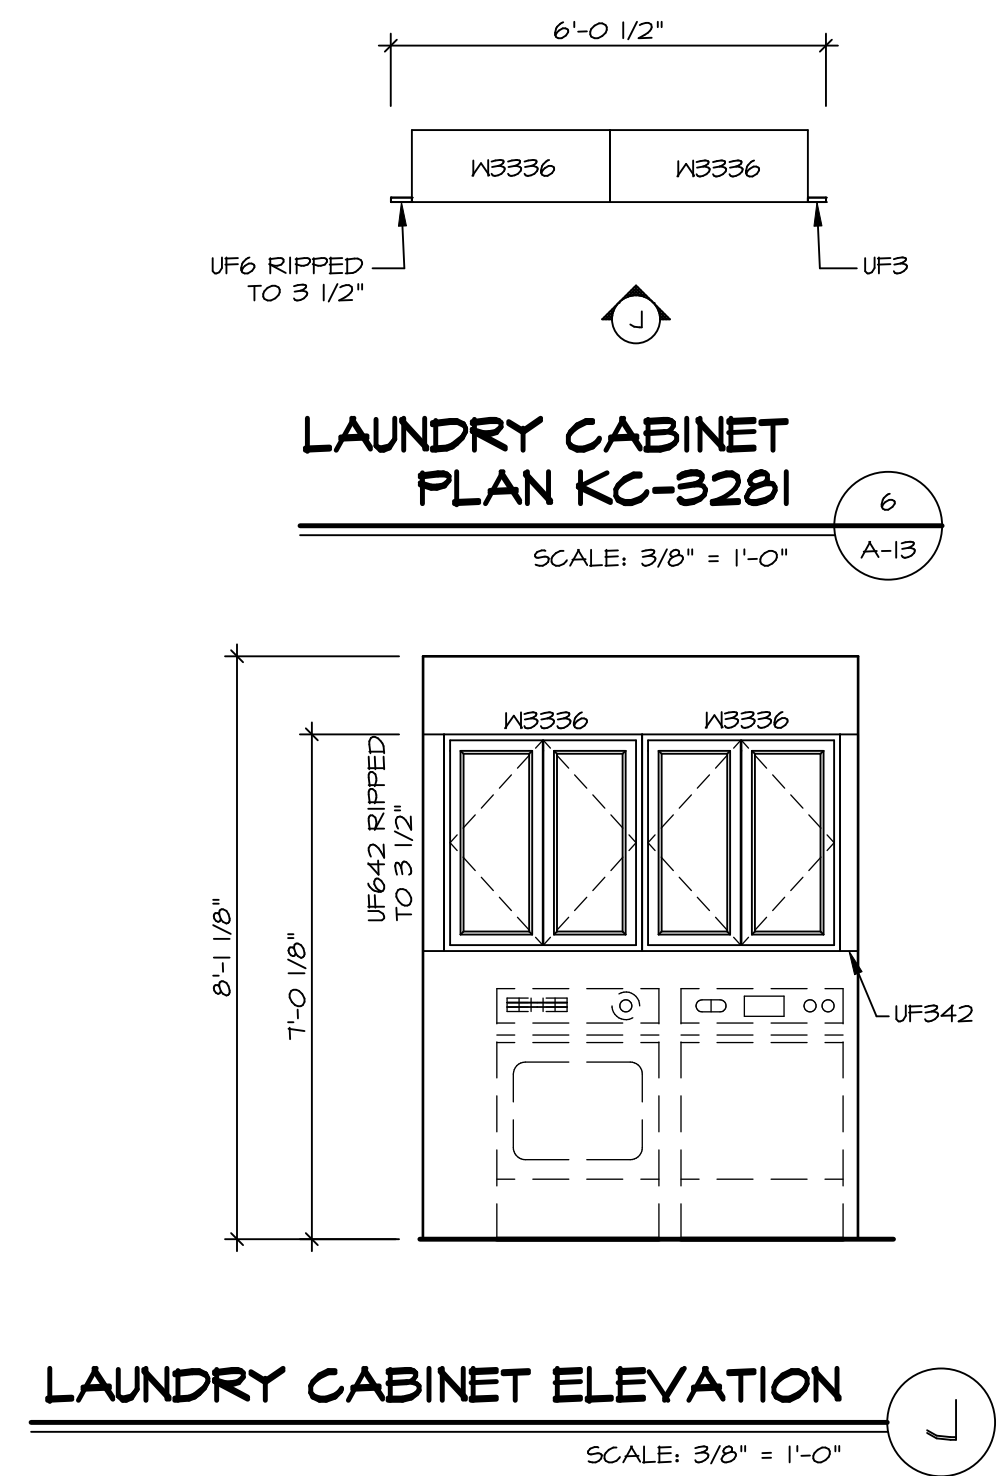 6'-0 1/2"
W3336 W3336
UF6 RIPPED
TO 3 1/2"
UF3
J
LAUNDRY CABINET
PLAN KC-3281
6
A-13
SCALE: 3/8" = 1'-0"
W3336 W3336
UF642 RIPPED
TO 3 1/2"
8'-1 1/8"
7'-0 1/8"
UF342
LAUNDRY CABINET ELEVATION
J
SCALE: 3/8" = 1'-0"